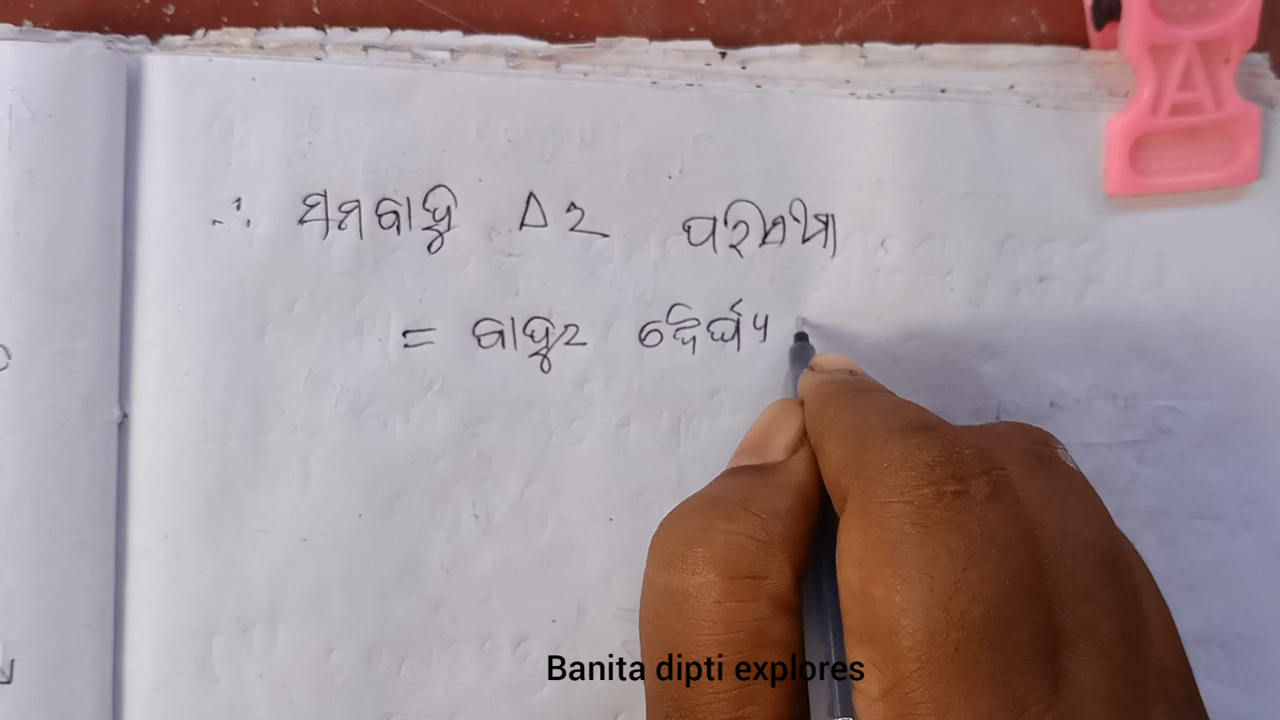 ∴ ସମବାହୁ Δର ପରିସୀମା
= ବାହୁର ଦୈର୍ଘ୍ୟ
Banita dipti explores